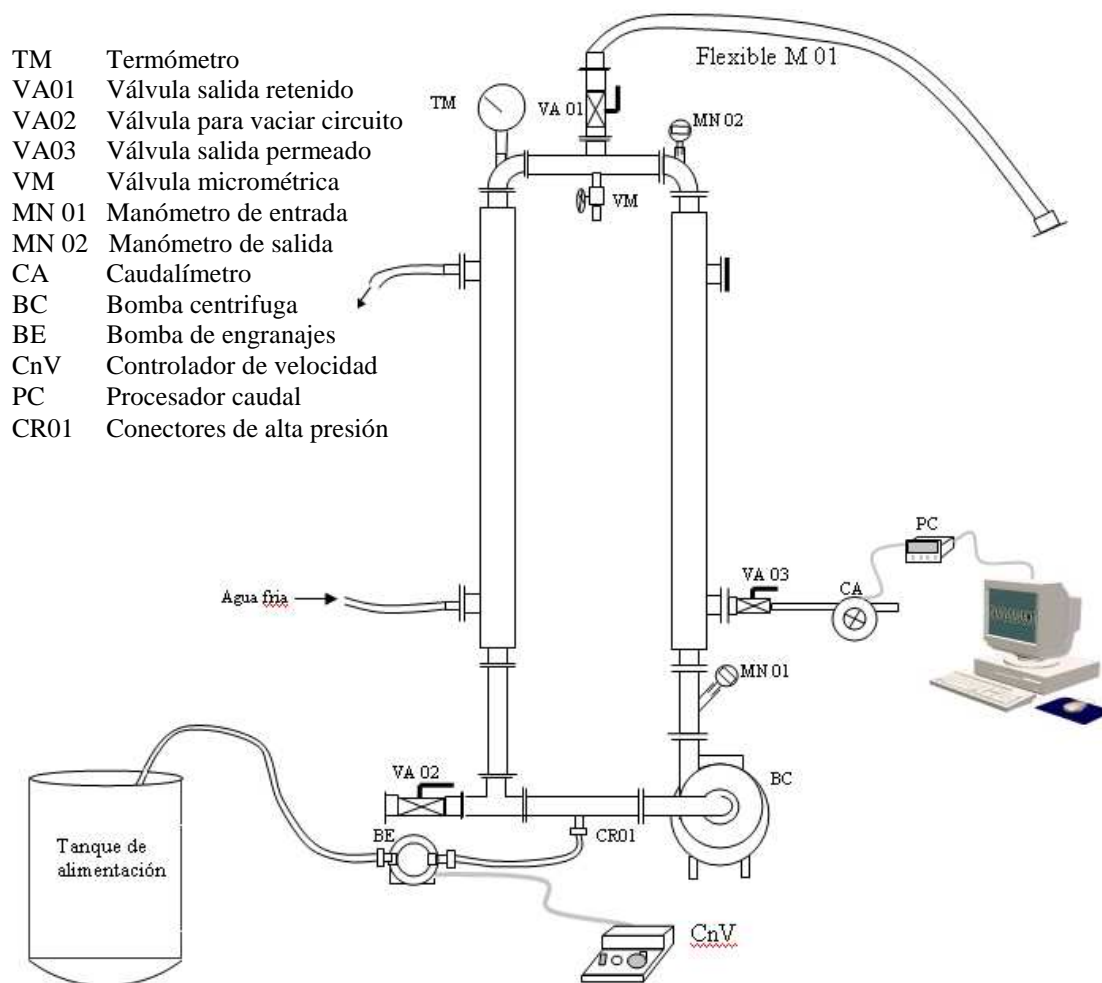 TM Termómetro
VA01 Válvula salida retenido
VA02 Válvula para vaciar circuito
VA03 Válvula salida permeado
VM Válvula micrométrica
MN 01 Manómetro de entrada
MN 02 Manómetro de salida
CA Caudalímetro
BC Bomba centrifuga
BE Bomba de engranajes
CnV Controlador de velocidad
PC Procesador caudal
CR01 Conectores de alta presión
Flexible M 01
TM
VA 01
MN 02
VM
PC
VA 03
CA
Agua fria
MN 01
VA 02
BC
BE
CR01
Tanque de
alimentación
CnV